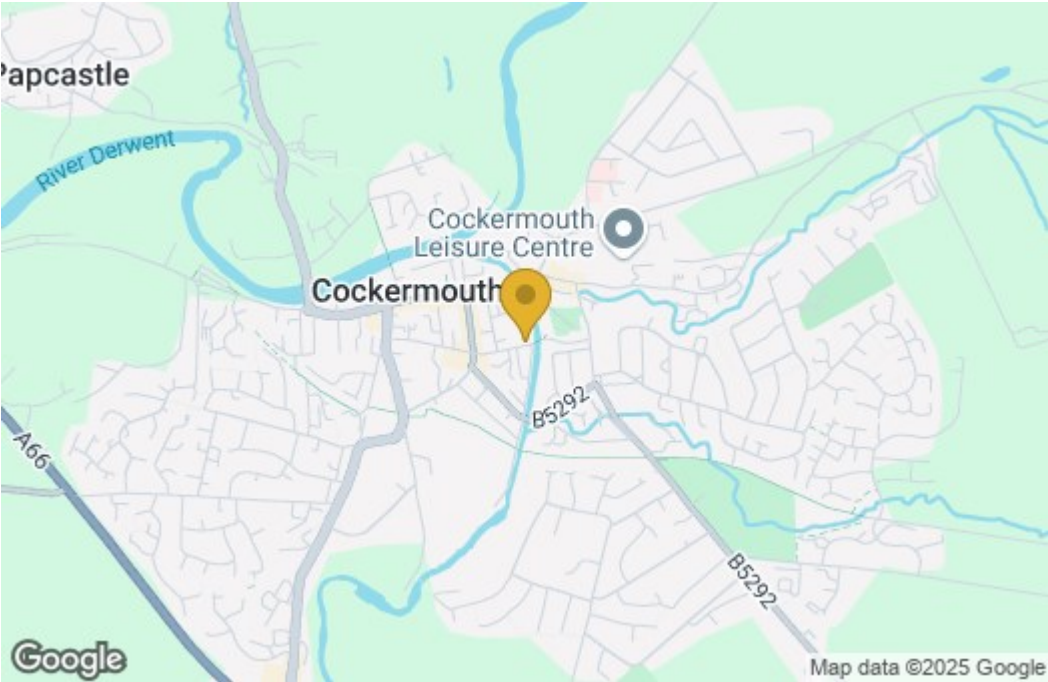 Papcastle
River Derwent
Cockermouth
Leisure Centre
Cockermouth
B5292
A66
B5292
Google
Map data ©2025 Google